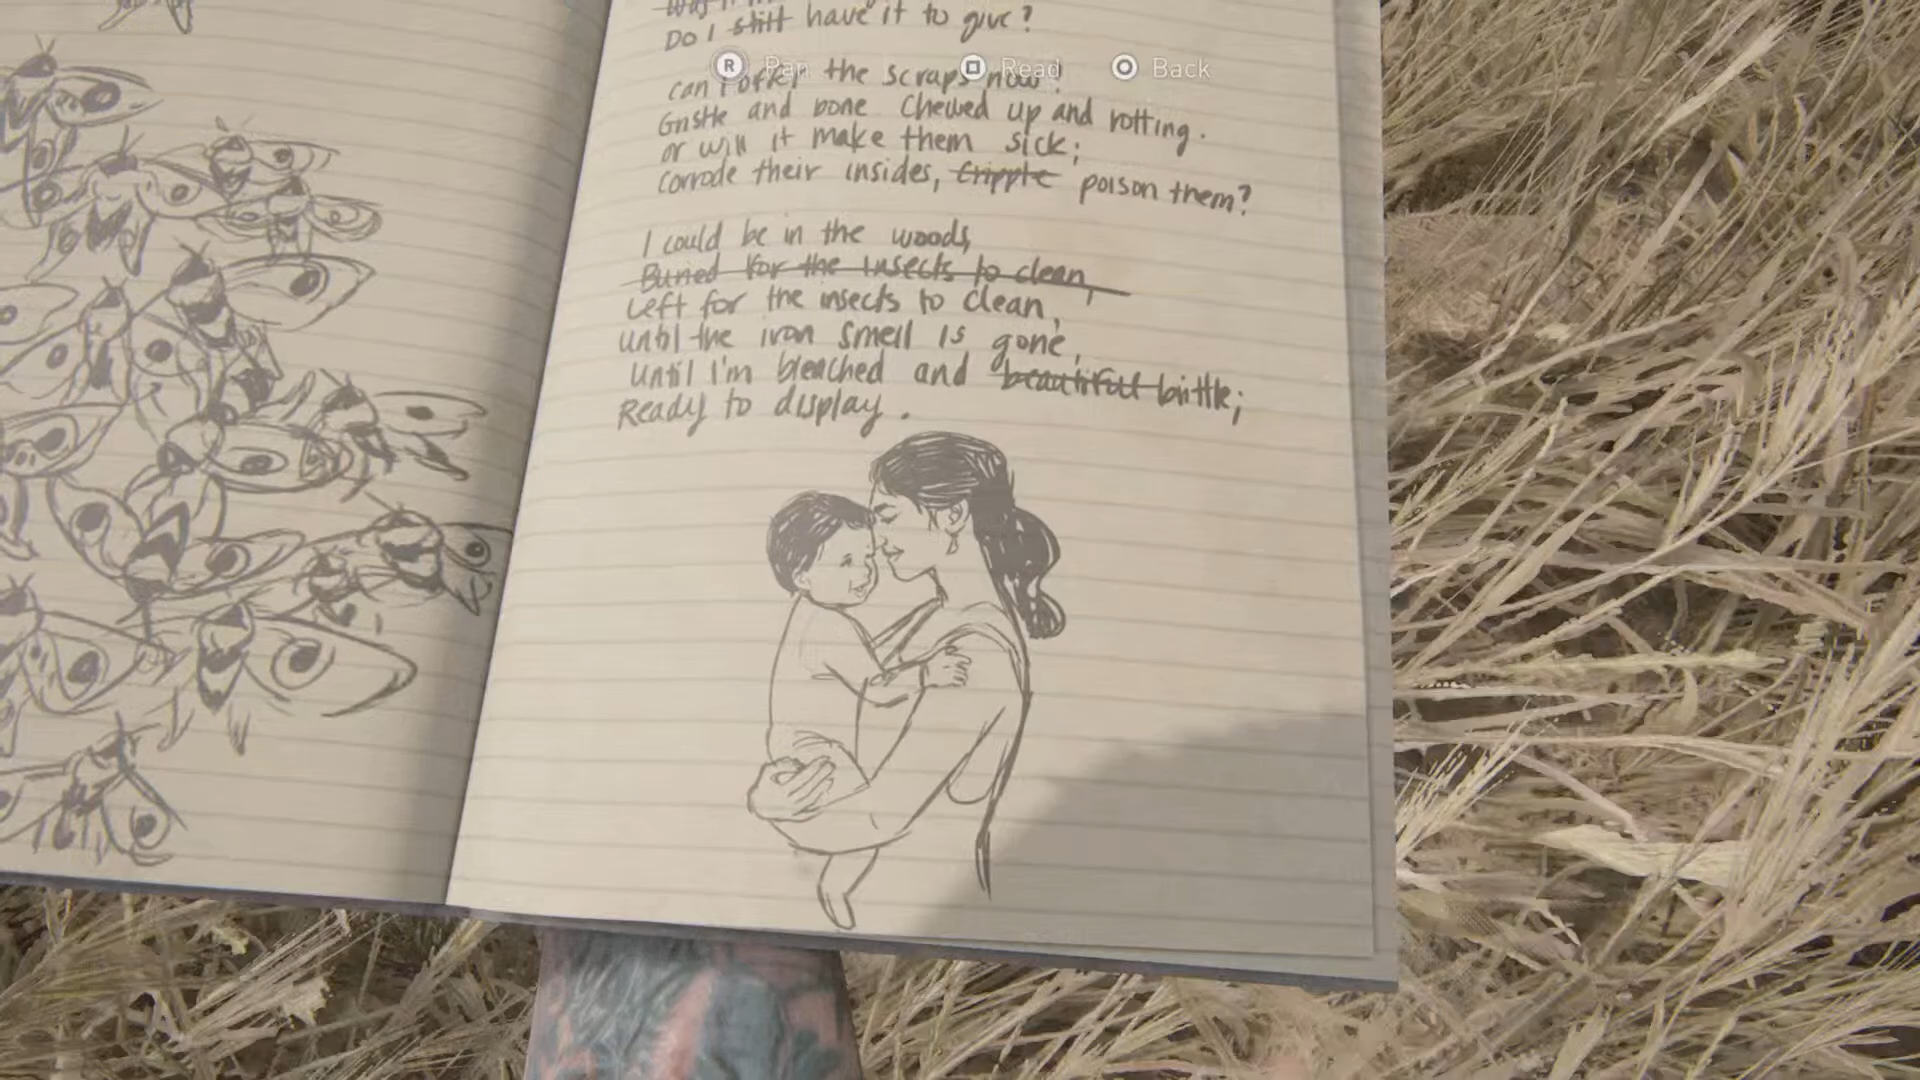 Do I still have it to give?
R Pan Read Back
can I offer the scraps now?
Gristle and bone chewed up and rotting.
or will it make them sick;
corrode their insides, cripple poison them?
I could be in the woods,
Buried for the insects to clean,
Left for the insects to clean,
until the iron smell is gone,
until I'm bleached and beautiful brittle;
Ready to display.